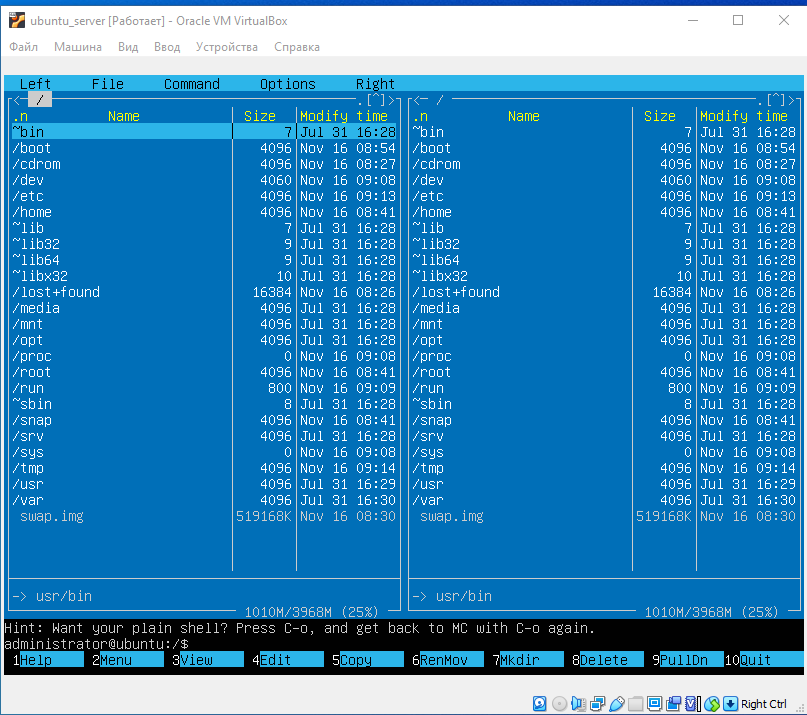 ubuntu_server [Работает] - Oracle VM VirtualBox
Файл Машина Вид Ввод Устройства Справка
Left File Command Options Right
<─ / .[^]> <─ / .[^]>
.n Name Size Modify time .n Name Size Modify time
~bin 7 Jul 31 16:28 ~bin 7 Jul 31 16:28
/boot 4096 Nov 16 08:54 /boot 4096 Nov 16 08:54
/cdrom 4096 Nov 16 08:27 /cdrom 4096 Nov 16 08:27
/dev 4060 Nov 16 09:08 /dev 4060 Nov 16 09:08
/etc 4096 Nov 16 09:13 /etc 4096 Nov 16 09:13
/home 4096 Nov 16 08:41 /home 4096 Nov 16 08:41
~lib 7 Jul 31 16:28 ~lib 7 Jul 31 16:28
~lib32 9 Jul 31 16:28 ~lib32 9 Jul 31 16:28
~lib64 9 Jul 31 16:28 ~lib64 9 Jul 31 16:28
~libx32 10 Jul 31 16:28 ~libx32 10 Jul 31 16:28
/lost+found 16384 Nov 16 08:26 /lost+found 16384 Nov 16 08:26
/media 4096 Jul 31 16:28 /media 4096 Jul 31 16:28
/mnt 4096 Jul 31 16:28 /mnt 4096 Jul 31 16:28
/opt 4096 Jul 31 16:28 /opt 4096 Jul 31 16:28
/proc 0 Nov 16 09:08 /proc 0 Nov 16 09:08
/root 4096 Nov 16 08:41 /root 4096 Nov 16 08:41
/run 800 Nov 16 09:09 /run 800 Nov 16 09:09
~sbin 8 Jul 31 16:28 ~sbin 8 Jul 31 16:28
/snap 4096 Nov 16 08:41 /snap 4096 Nov 16 08:41
/srv 4096 Jul 31 16:28 /srv 4096 Jul 31 16:28
/sys 0 Nov 16 09:08 /sys 0 Nov 16 09:08
/tmp 4096 Nov 16 09:14 /tmp 4096 Nov 16 09:14
/usr 4096 Jul 31 16:29 /usr 4096 Jul 31 16:29
/var 4096 Jul 31 16:30 /var 4096 Jul 31 16:30
swap.img 519168K Nov 16 08:30 swap.img 519168K Nov 16 08:30
-> usr/bin -> usr/bin
1010M/3968M (25%) 1010M/3968M (25%)
Hint: Want your plain shell? Press C-o, and get back to MC with C-o again.
administrator@ubuntu:/$
1Help 2Menu 3View 4Edit 5Copy 6RenMov 7Mkdir 8Delete 9PullDn 10Quit
Right Ctrl